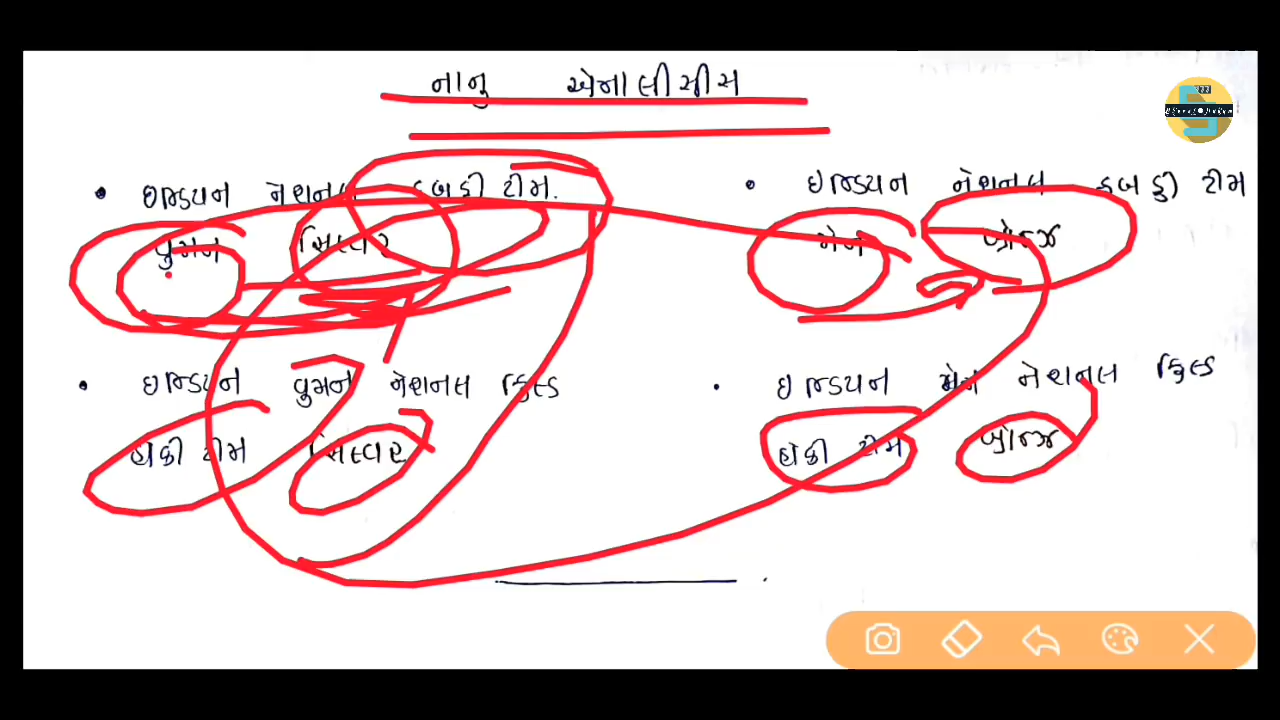 નાનુ એનાલીસીસ
• ઇન્ડિયન નેશનલ કબડ્ડી ટીમ.
વુમન સિલ્વર
• ઇન્ડિયન નેશનલ કબડ્ડી ટીમ
મેન બ્રોન્ઝ
• ઇન્ડિયન વુમન નેશનલ ફિલ્ડ
હોકી ટીમ સિલ્વર
• ઇન્ડિયન મેન નેશનલ ફિલ્ડ
હોકી ટીમ બ્રોન્ઝ